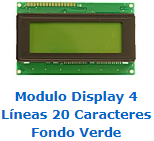 Modulo Display 4
Líneas 20 Caracteres
Fondo Verde